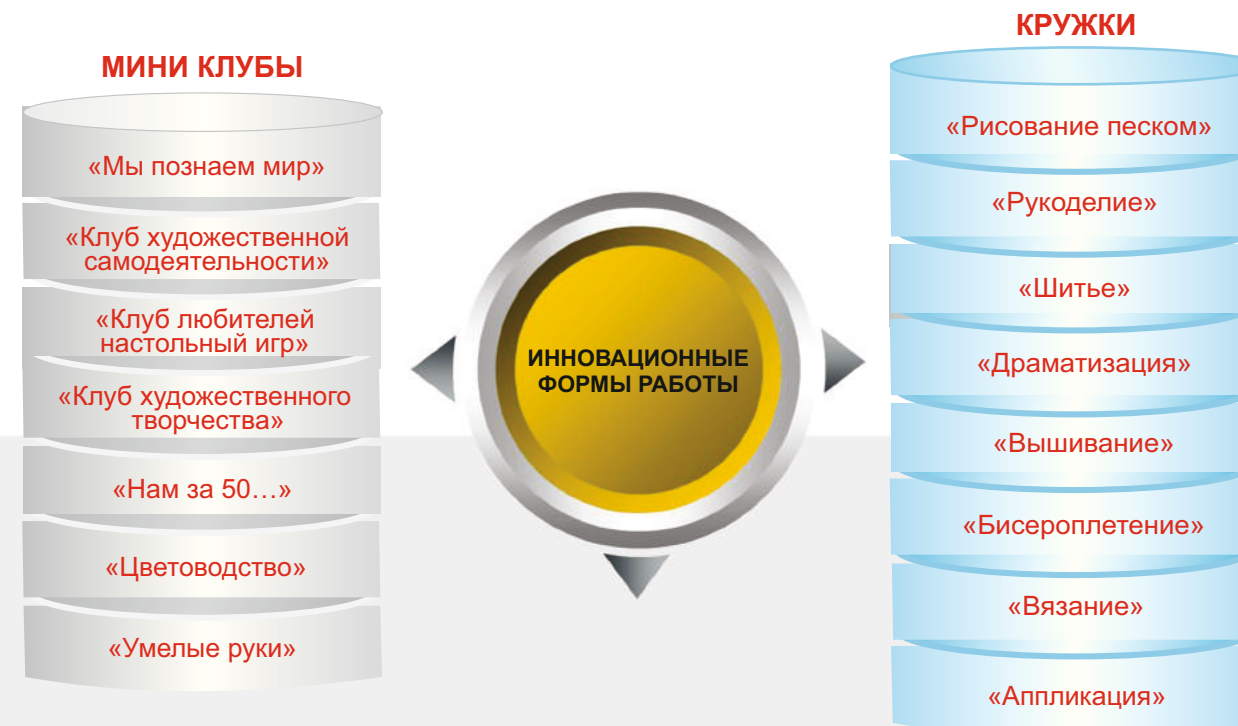 МИНИ КЛУБЫ
«Мы познаем мир»
«Клуб художественной
самодеятельности»
«Клуб любителей
настольный игр»
«Клуб художественного
творчества»
«Нам за 50...»
«Цветоводство»
«Умелые руки»
ИННОВАЦИОННЫЕ
ФОРМЫ РАБОТЫ
КРУЖКИ
«Рисование песком»
«Рукоделие»
«Шитье»
«Драматизация»
«Вышивание»
«Бисероплетение»
«Вязание»
«Аппликация»